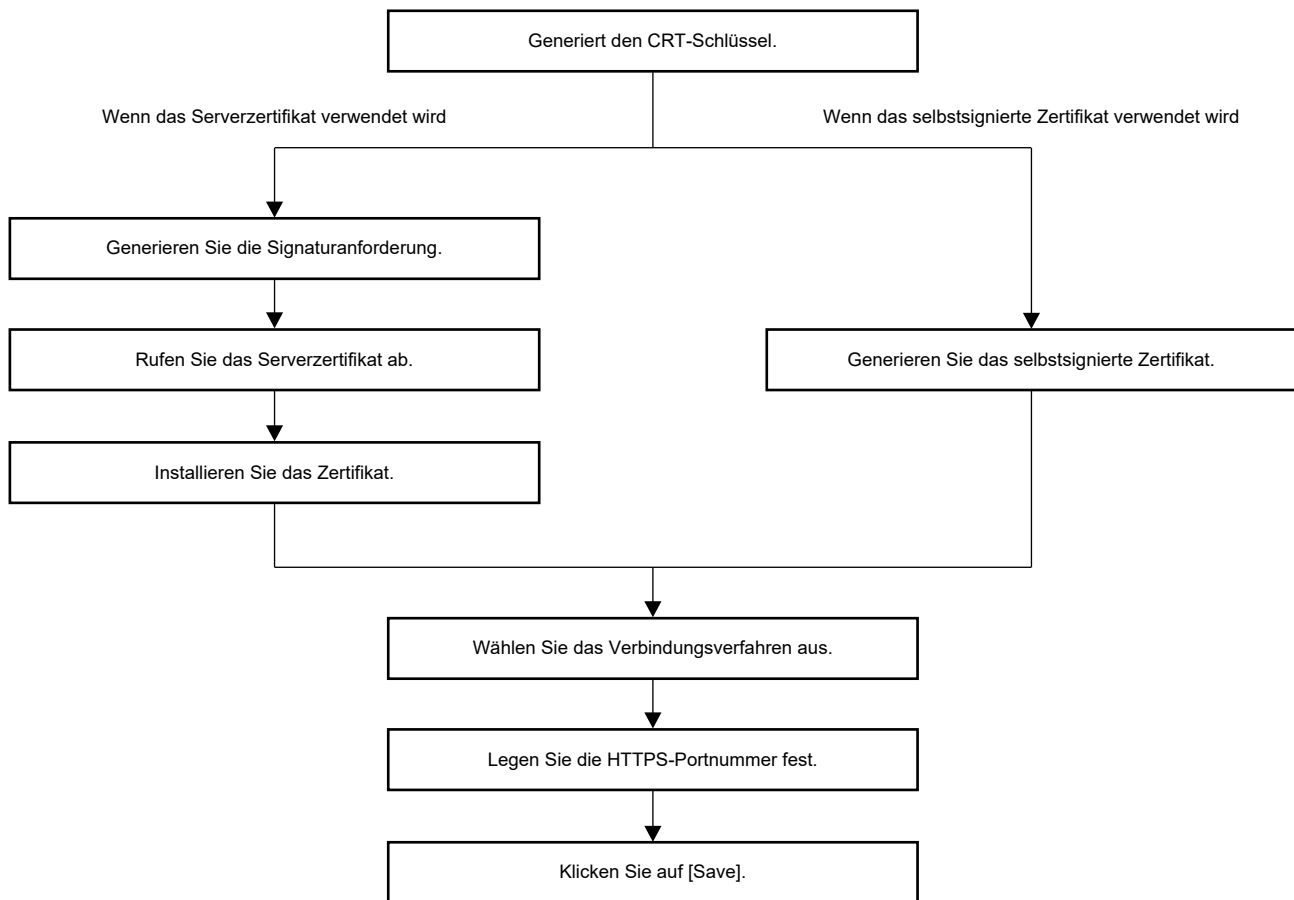 Generiert den CRT-Schlüssel.
Wenn das Serverzertifikat verwendet wird
Wenn das selbstsignierte Zertifikat verwendet wird
Generieren Sie die Signaturanforderung.
Rufen Sie das Serverzertifikat ab.
Generieren Sie das selbstsignierte Zertifikat.
Installieren Sie das Zertifikat.
Wählen Sie das Verbindungsverfahren aus.
Legen Sie die HTTPS-Portnummer fest.
Klicken Sie auf [Save].